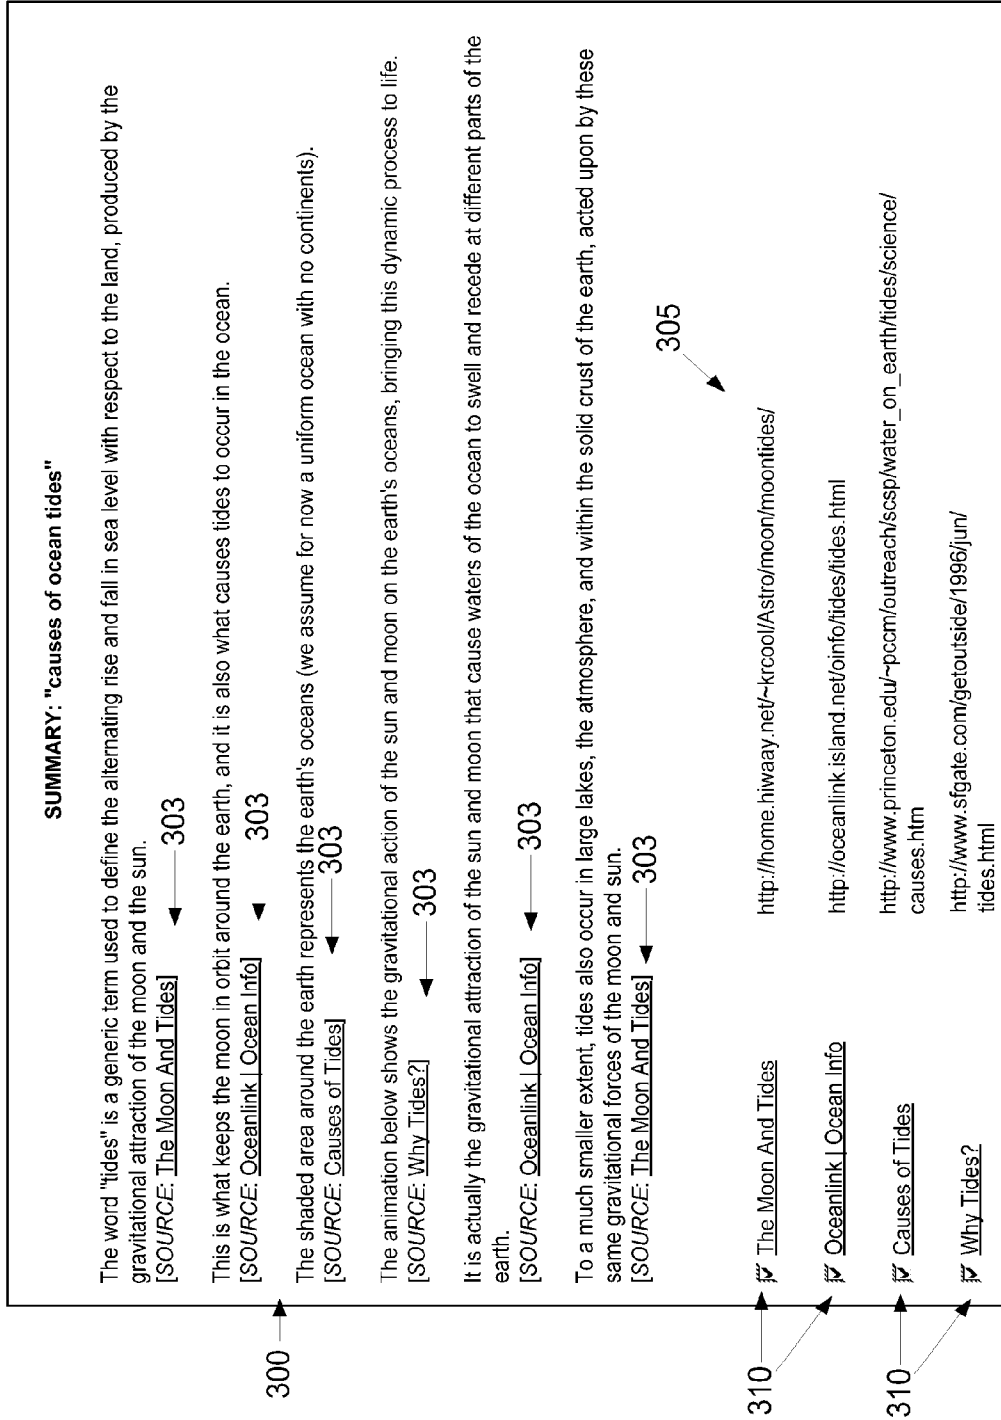 SUMMARY: "causes of ocean tides"
The word "tides" is a generic term used to define the alternating rise and fall in sea level with respect to the land, produced by the
gravitational attraction of the moon and the sun.
[SOURCE: The Moon And Tides] 303
This is what keeps the moon in orbit around the earth, and it is also what causes tides to occur in the ocean.
[SOURCE: Oceanlink | Ocean Info] 303
The shaded area around the earth represents the earth's oceans (we assume for now a uniform ocean with no continents).
[SOURCE: Causes of Tides] 303
The animation below shows the gravitational action of the sun and moon on the earth's oceans, bringing this dynamic process to life.
[SOURCE: Why Tides?] 303
It is actually the gravitational attraction of the sun and moon that cause waters of the ocean to swell and recede at different parts of the
earth.
[SOURCE: Oceanlink | Ocean Info] 303
To a much smaller extent, tides also occur in large lakes, the atmosphere, and within the solid crust of the earth, acted upon by these
same gravitational forces of the moon and sun.
[SOURCE: The Moon And Tides] 303
300
305
310
The Moon And Tides http://home.hiwaay.net/~krcool/Astro/moon/moontides/
Oceanlink | Ocean Info http://oceanlink.island.net/oinfo/tides/tides.html
310
Causes of Tides http://www.princeton.edu/~pccm/outreach/scsp/water_on_earth/tides/science/
causes.htm
Why Tides? http://www.sfgate.com/getoutside/1996/jun/
tides.html